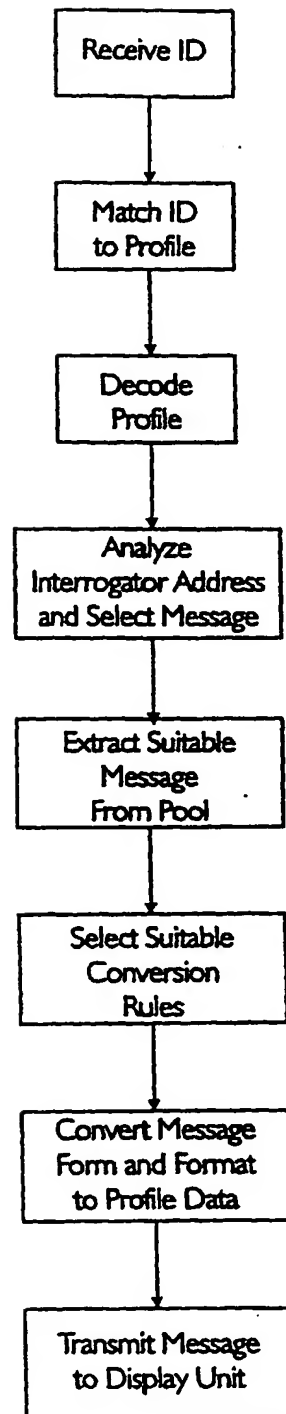 Receive ID
Match ID
to Profile
Decode
Profile
Analyze
Interrogator Address
and Select Message
Extract Suitable
Message
From Pool
Select Suitable
Conversion
Rules
Convert Message
Form and Format
to Profile Data
Transmit Message
to Display Unit